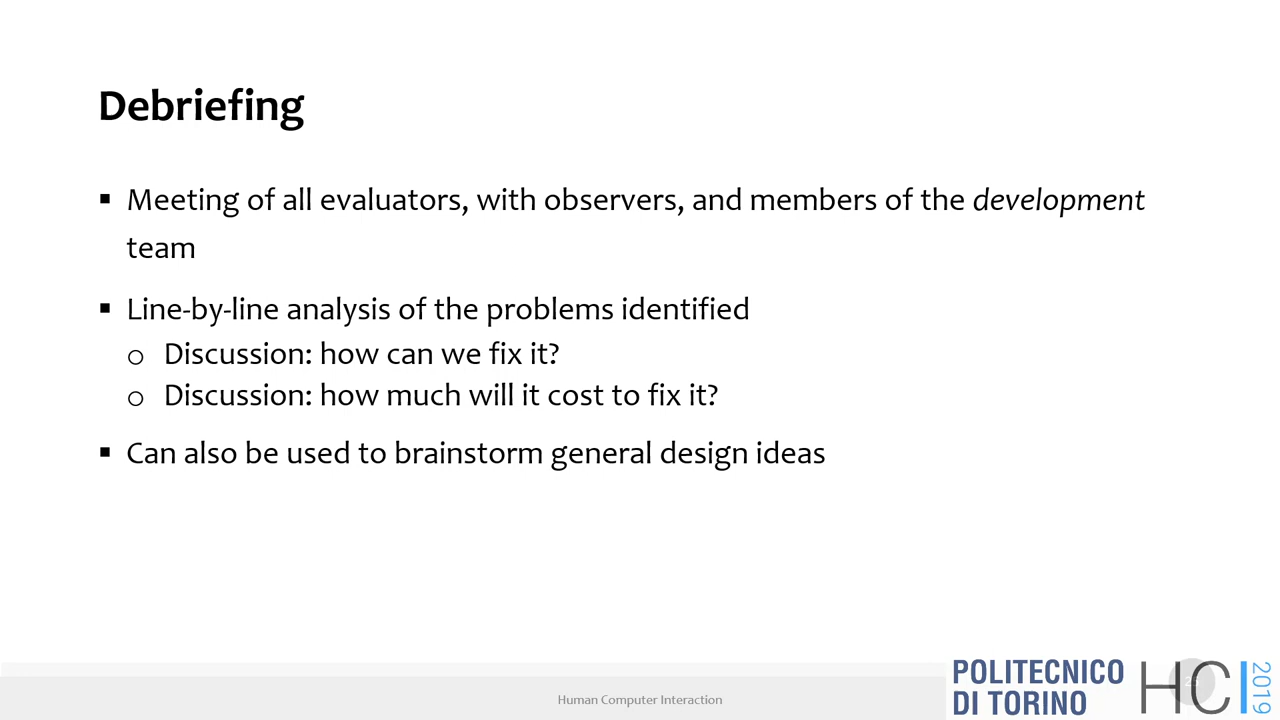 Debriefing
▪ Meeting of all evaluators, with observers, and members of the development
team
▪ Line-by-line analysis of the problems identified
o Discussion: how can we fix it?
o Discussion: how much will it cost to fix it?
▪ Can also be used to brainstorm general design ideas
Human Computer Interaction
POLITECNICO
DI TORINO
HCI
2019